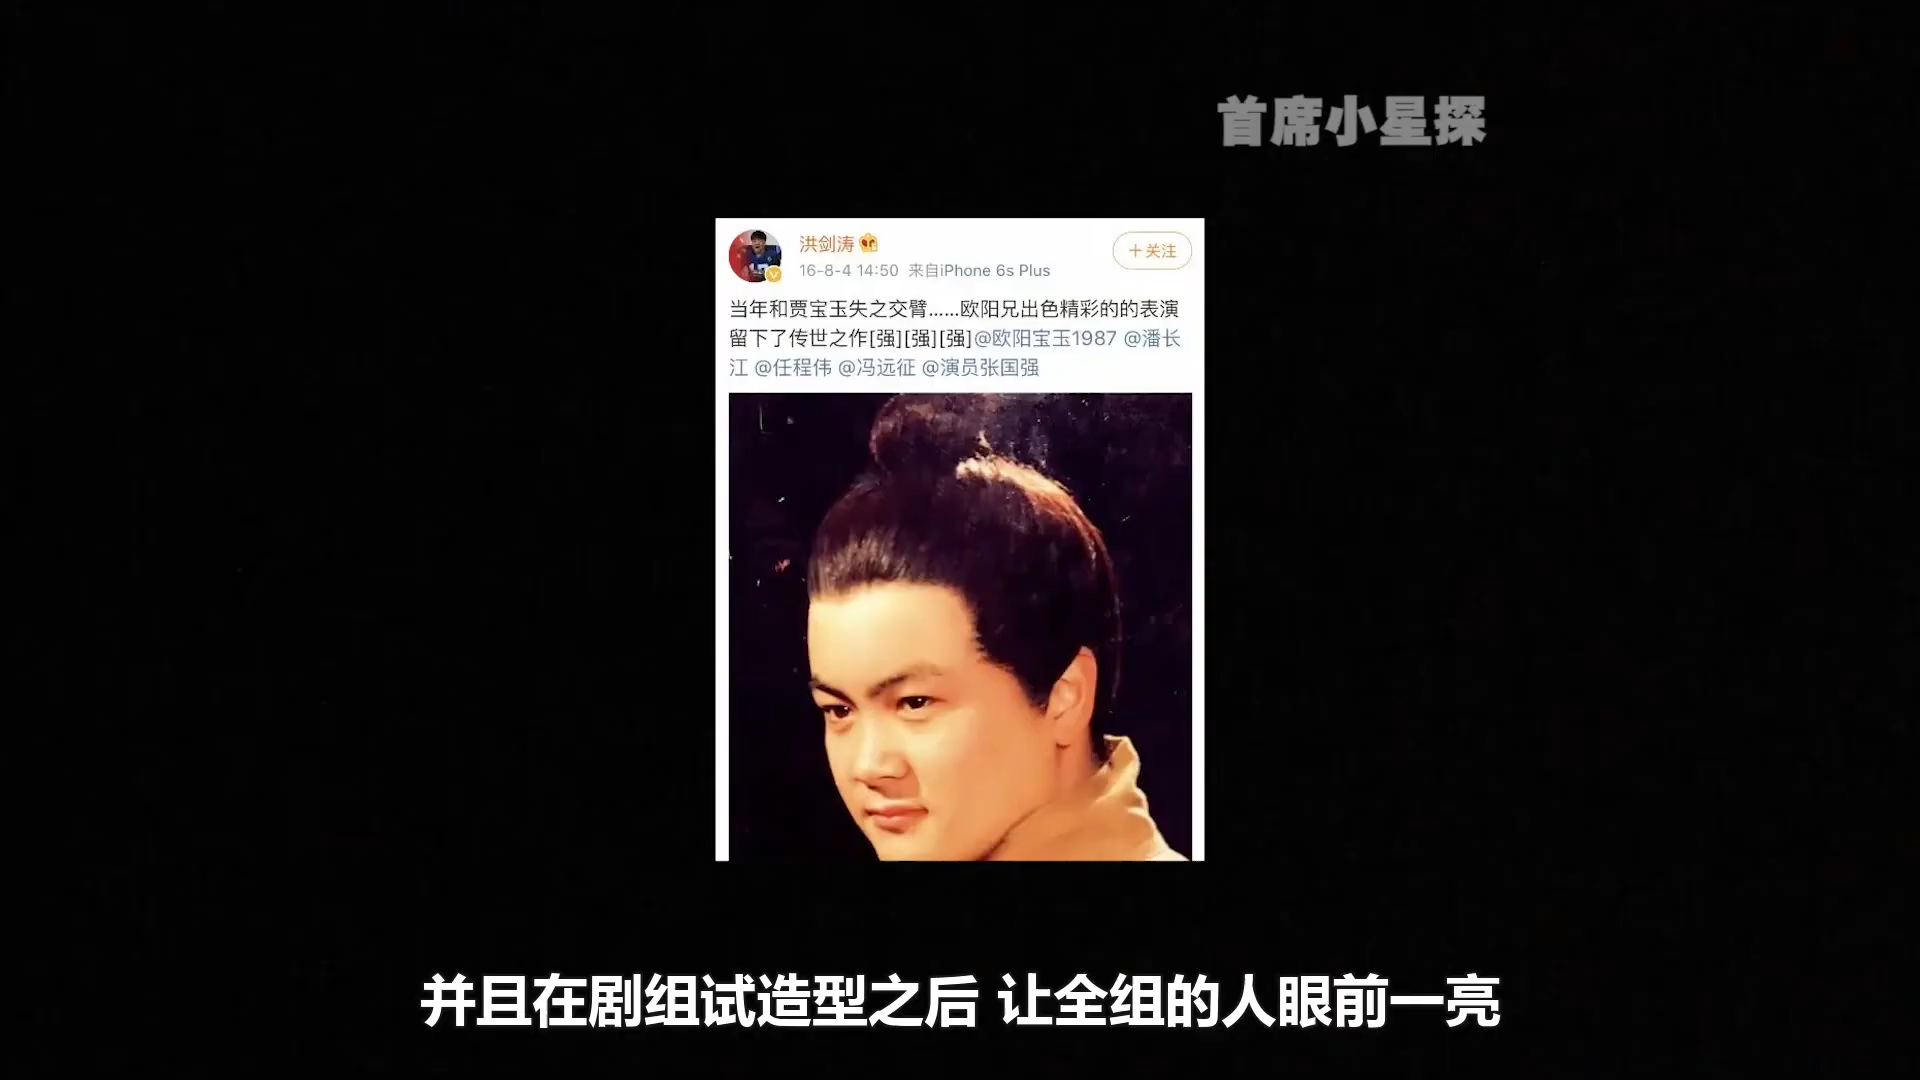 首席小星探
洪剑涛
+关注
16-8-4 14:50 来自iPhone 6s Plus
当年和贾宝玉失之交臂......欧阳兄出色精彩的的表演
留下了传世之作[强][强][强]@欧阳宝玉1987 @潘长
江 @任程伟 @冯远征 @演员张国强
并且在剧组试造型之后 让全组的人眼前一亮